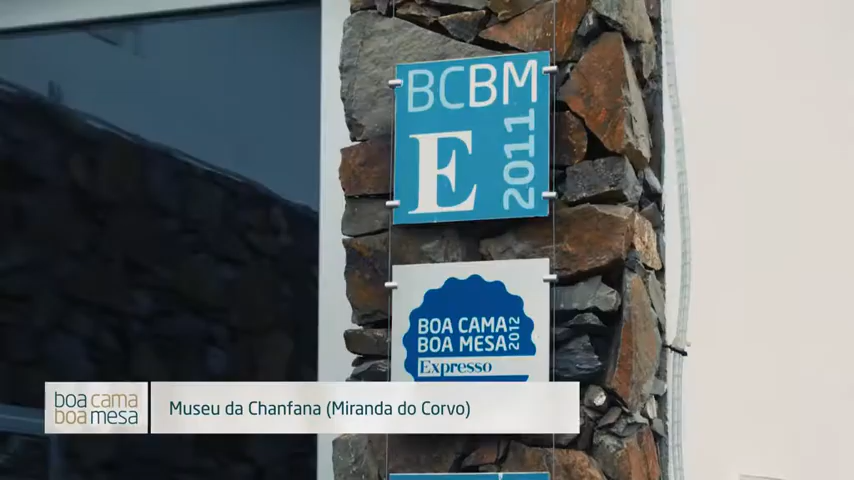 BCBM
E
2011
BOA CAMA
BOA MESA
2012
Expresso
boa cama
boa mesa
Museu da Chanfana (Miranda do Corvo)